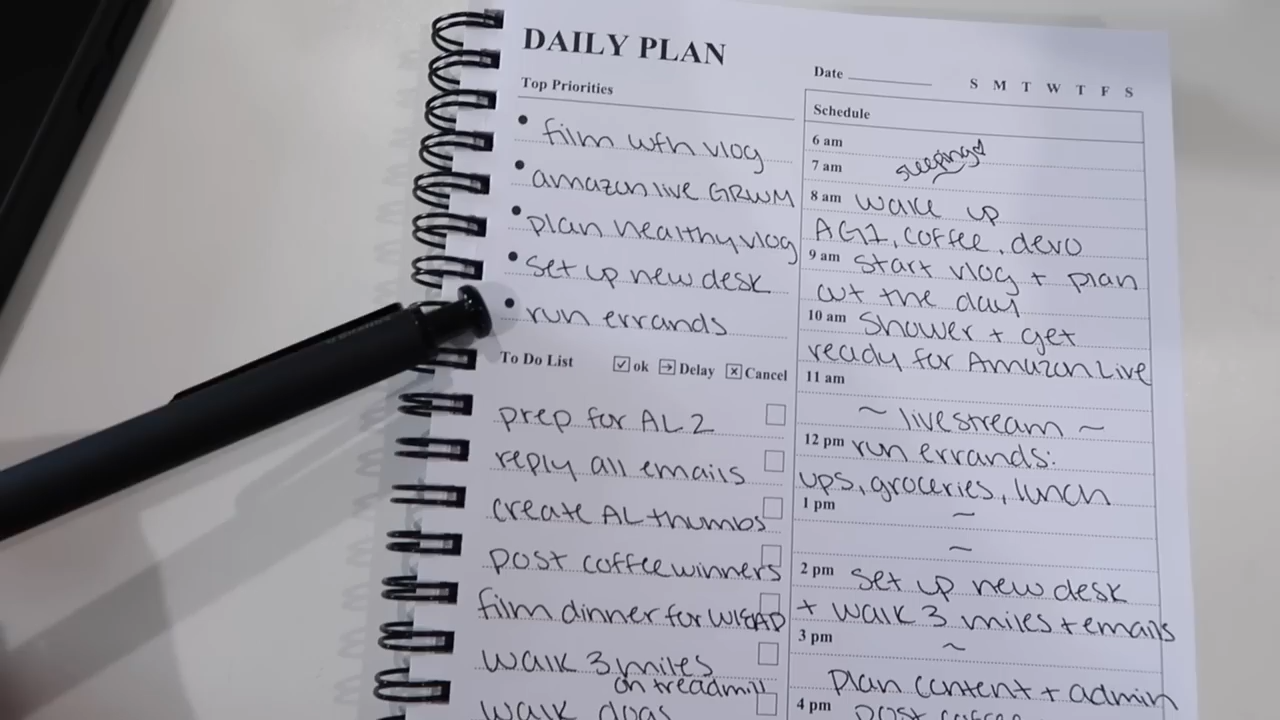 DAILY PLAN
Top Priorities
• film wfh vlog
• amazon live GRWM
• plan healthy vlog
• set up new desk
• run errands
To Do List ok Delay Cancel
prep for AL 2
reply all emails
create AL thumbs
post coffee winners
film dinner for WIEAD
walk 3 miles
on treadmill
walk dogs
Date S M T W T F S
Schedule
6 am
7 am sleeping
8 am wake up
AG1, coffee, devo
9 am start vlog + plan
out the day
10 am shower + get
ready for Amazon Live
11 am
~ livestream ~
12 pm run errands:
ups, groceries, lunch
1 pm ~
~
2 pm set up new desk
+ walk 3 miles + emails
3 pm ~
plan content + admin
4 pm post coffee